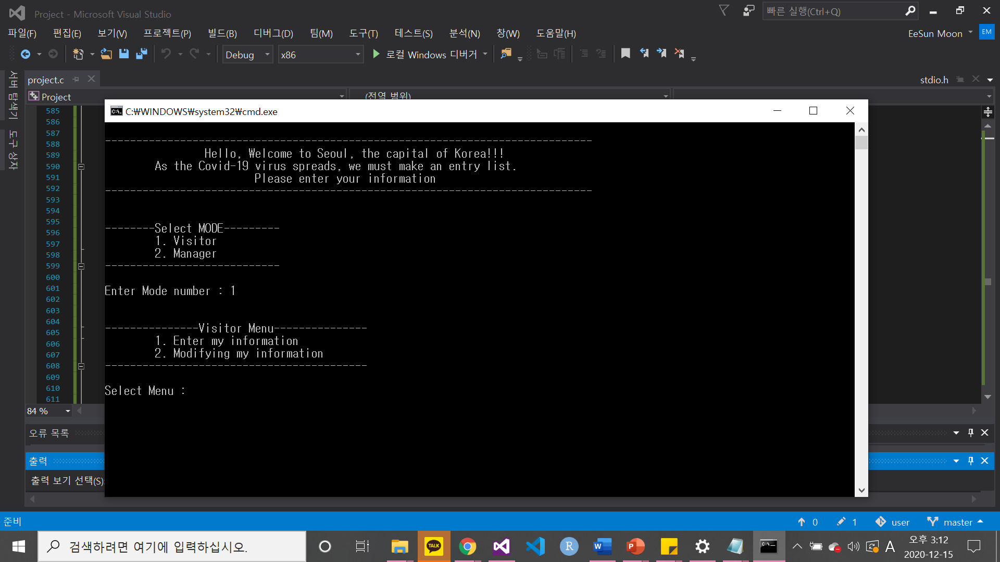 Project - Microsoft Visual Studio
빠른 실행(Ctrl+Q)
파일(F) 편집(E) 보기(V) 프로젝트(P) 빌드(B) 디버그(D) 팀(M) 도구(T) 테스트(S) 분석(N) 창(W) 도움말(H)
EeSun Moon EM
Debug x86 로컬 Windows 디버거
서버 탐색기
도구 상자
project.c
stdio.h
Project
(전역 범위)
585
586
587
588
589
590
591
592
593
594
595
596
597
598
599
600
601
602
603
604
605
606
607
608
609
610
611
C:₩WINDOWS₩system32₩cmd.exe
------------------------------------------------------------------------------
Hello, Welcome to Seoul, the capital of Korea!!!
As the Covid-19 virus spreads, we must make an entry list.
Please enter your information
------------------------------------------------------------------------------
--------Select MODE---------
1. Visitor
2. Manager
----------------------------
Enter Mode number : 1
---------------Visitor Menu---------------
1. Enter my information
2. Modifying my information
------------------------------------------
Select Menu :
84 %
오류 목록
출력
출력 보기 선택(S):
준비
0 1 user master
검색하려면 여기에 입력하십시오.
TALK
R
W
P
A
오후 3:12
2020-12-15